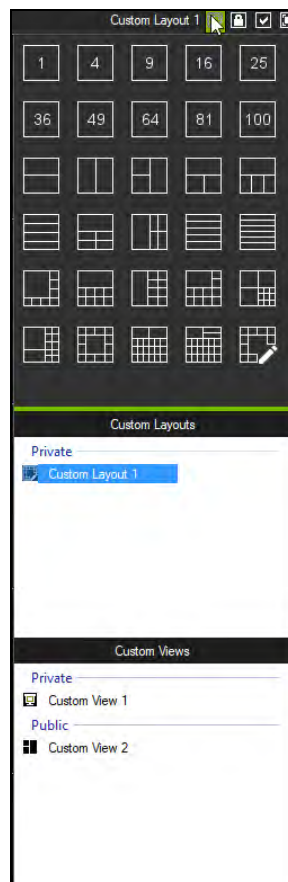 Custom Layout 1
1 4 9 16 25
36 49 64 81 100
Custom Layouts
Private
Custom Layout 1
Custom Views
Private
Custom View 1
Public
Custom View 2